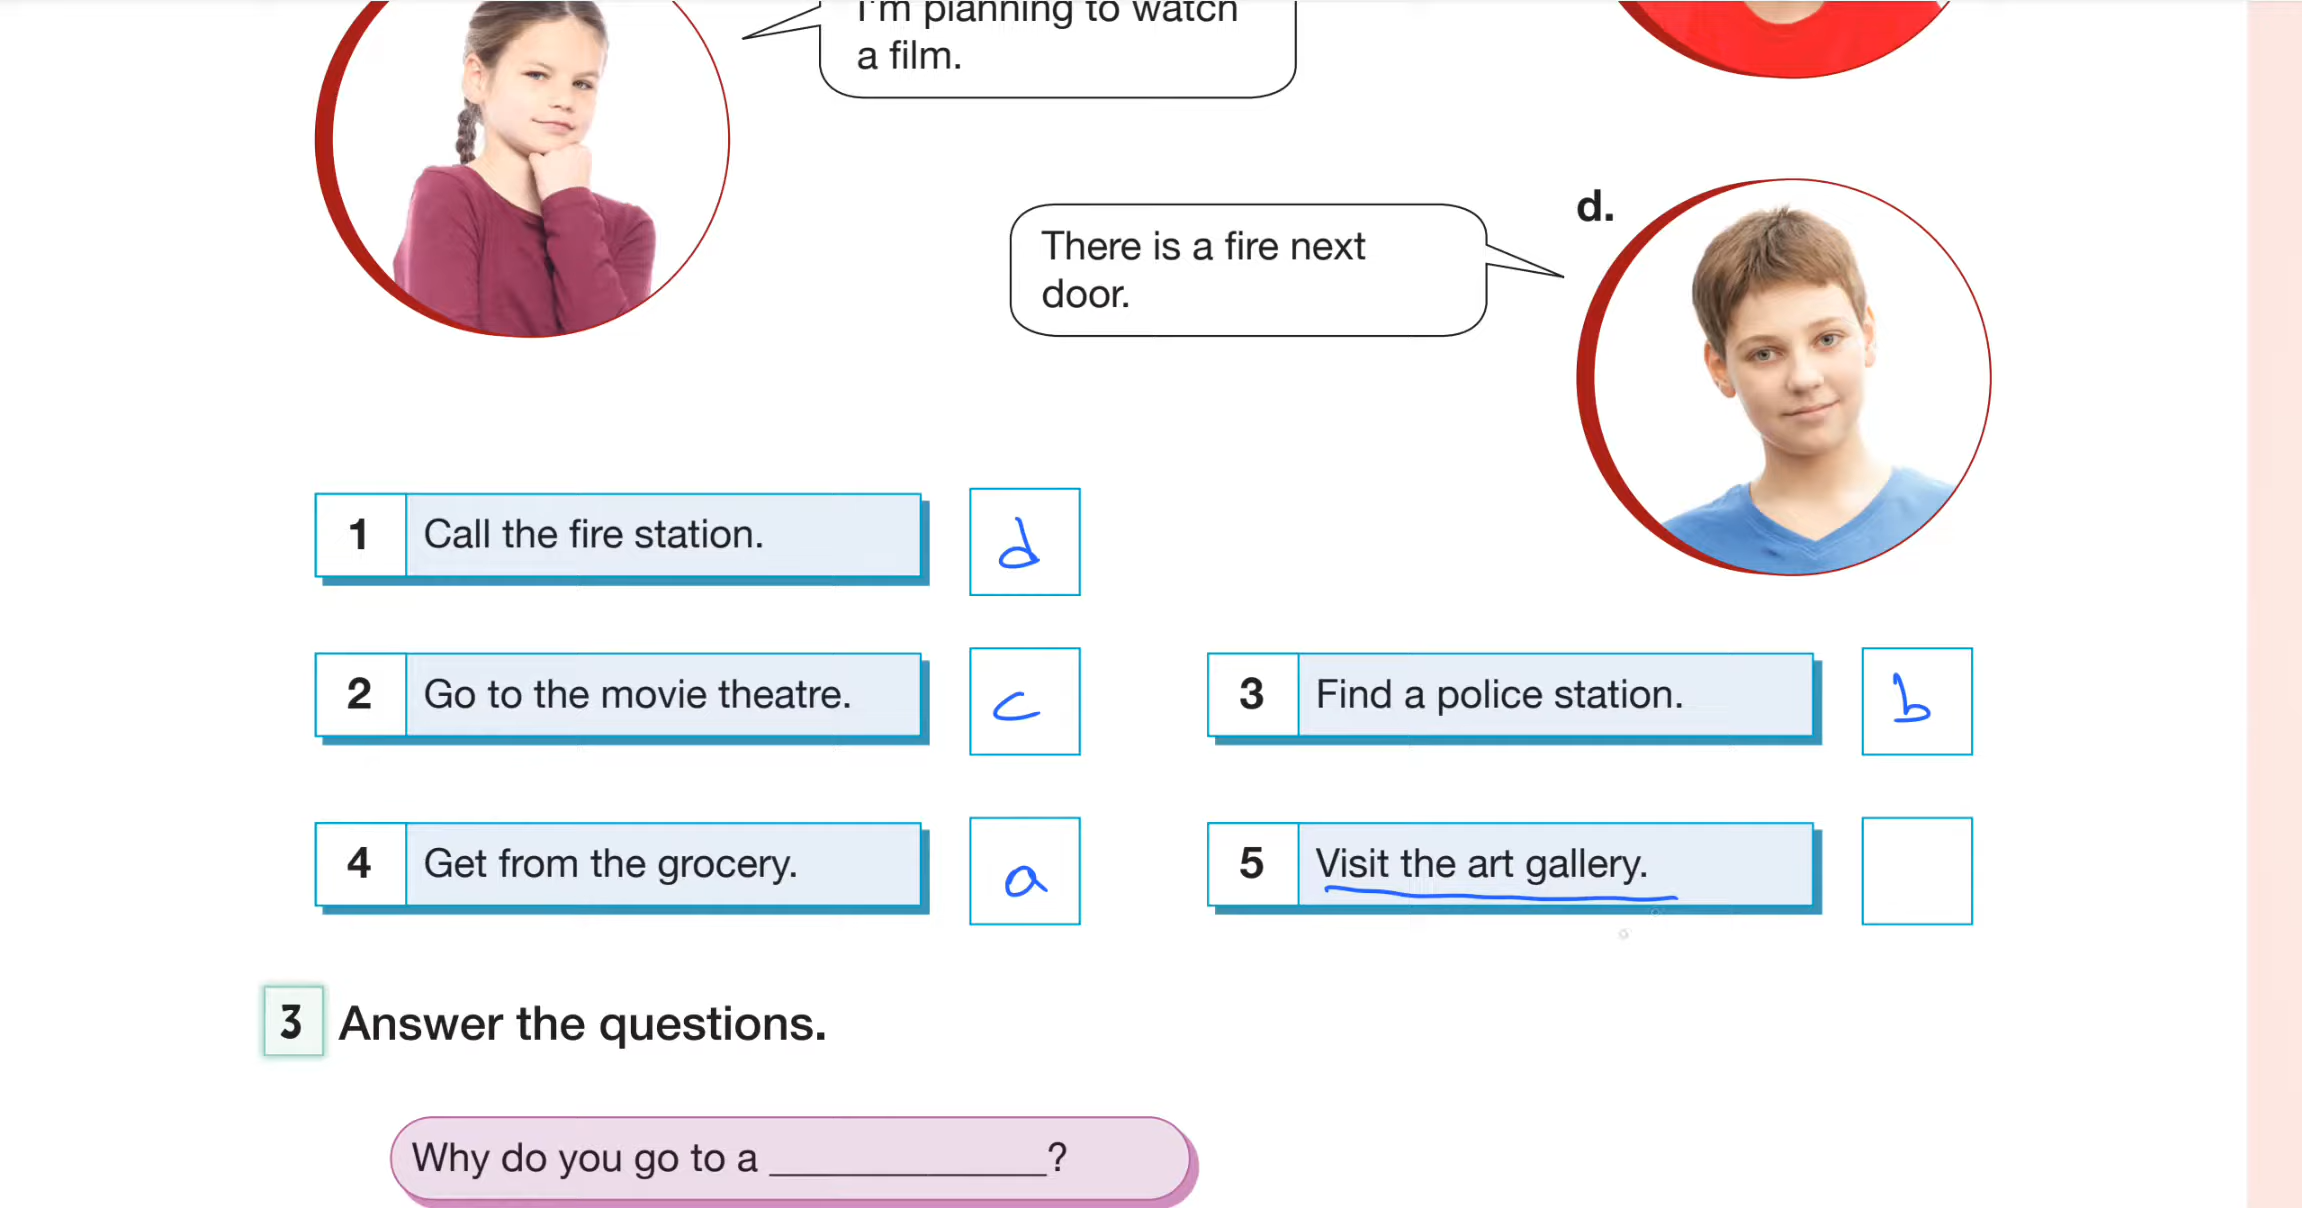 I'm planning to watch
a film.
d.
There is a fire next
door.
1 Call the fire station. d
2 Go to the movie theatre. c
3 Find a police station. b
4 Get from the grocery. a
5 Visit the art gallery.
3 Answer the questions.
Why do you go to a ____________?